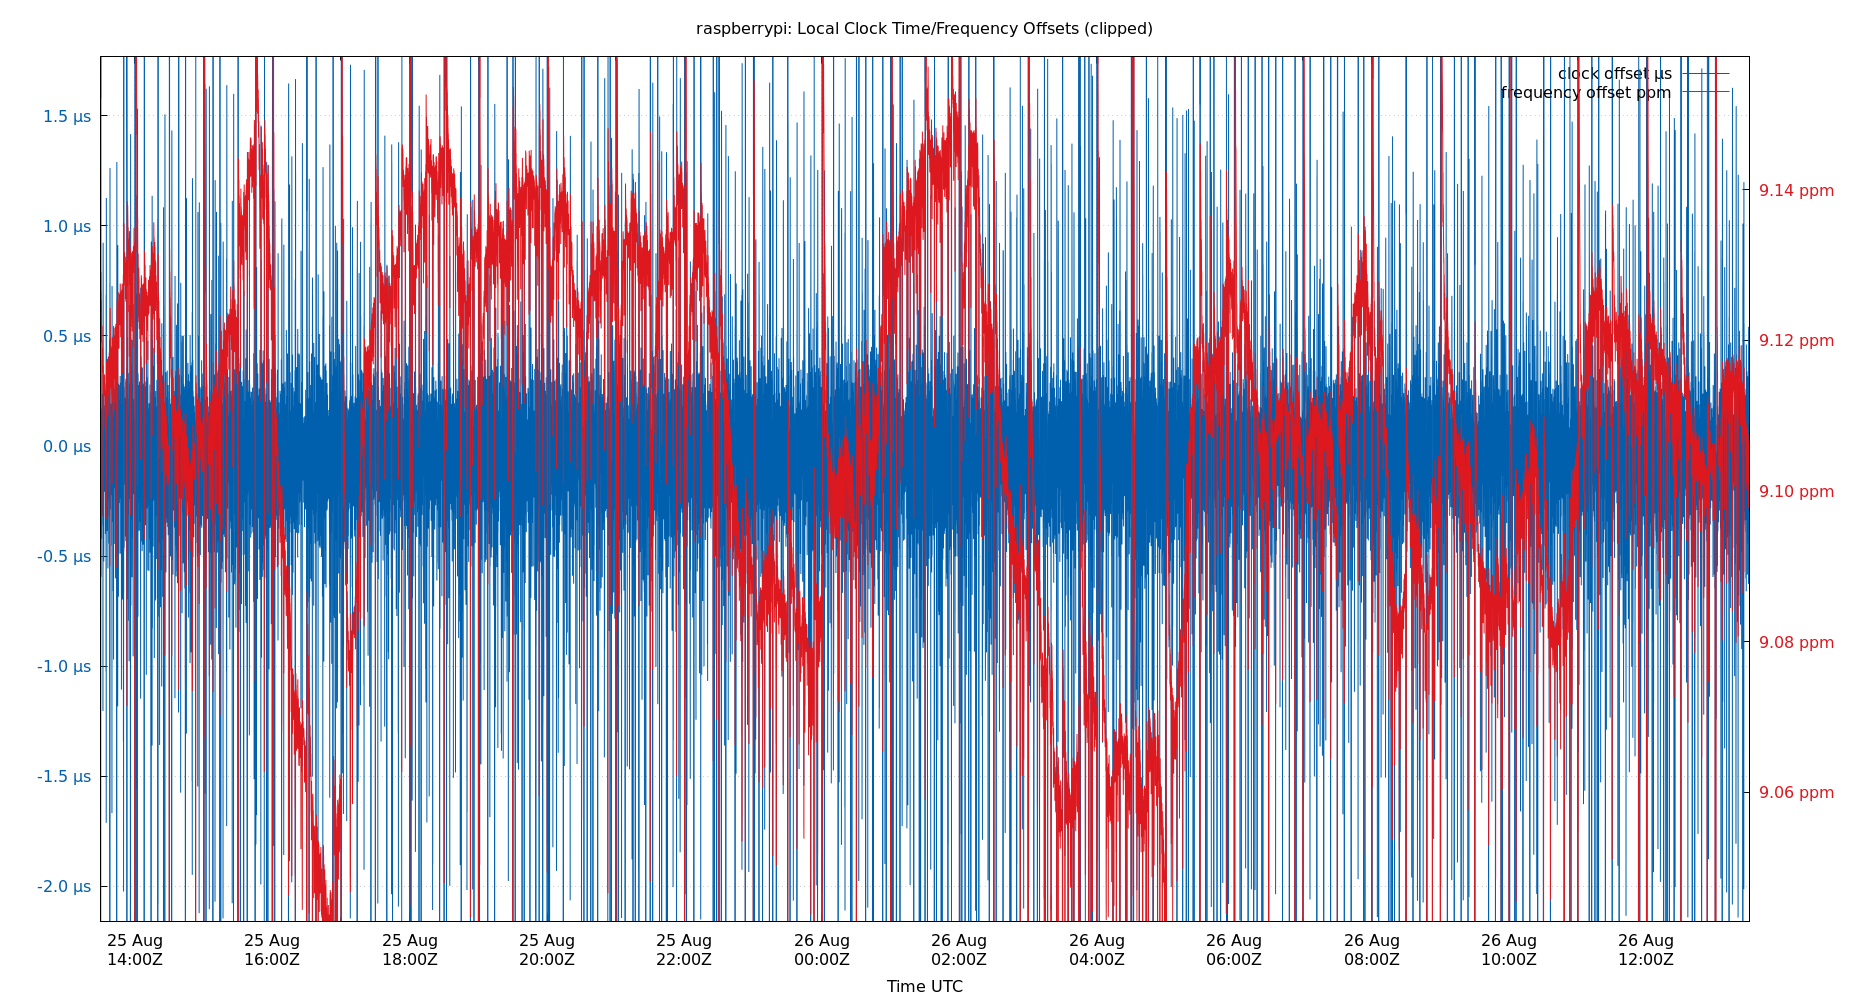 raspberrypi: Local Clock Time/Frequency Offsets (clipped)
clock offset µs
frequency offset ppm
1.5 µs
1.0 µs
0.5 µs
0.0 µs
-0.5 µs
-1.0 µs
-1.5 µs
-2.0 µs
9.14 ppm
9.12 ppm
9.10 ppm
9.08 ppm
9.06 ppm
25 Aug 25 Aug 25 Aug 25 Aug 25 Aug 26 Aug 26 Aug 26 Aug 26 Aug 26 Aug 26 Aug 26 Aug
14:00Z 16:00Z 18:00Z 20:00Z 22:00Z 00:00Z 02:00Z 04:00Z 06:00Z 08:00Z 10:00Z 12:00Z
Time UTC